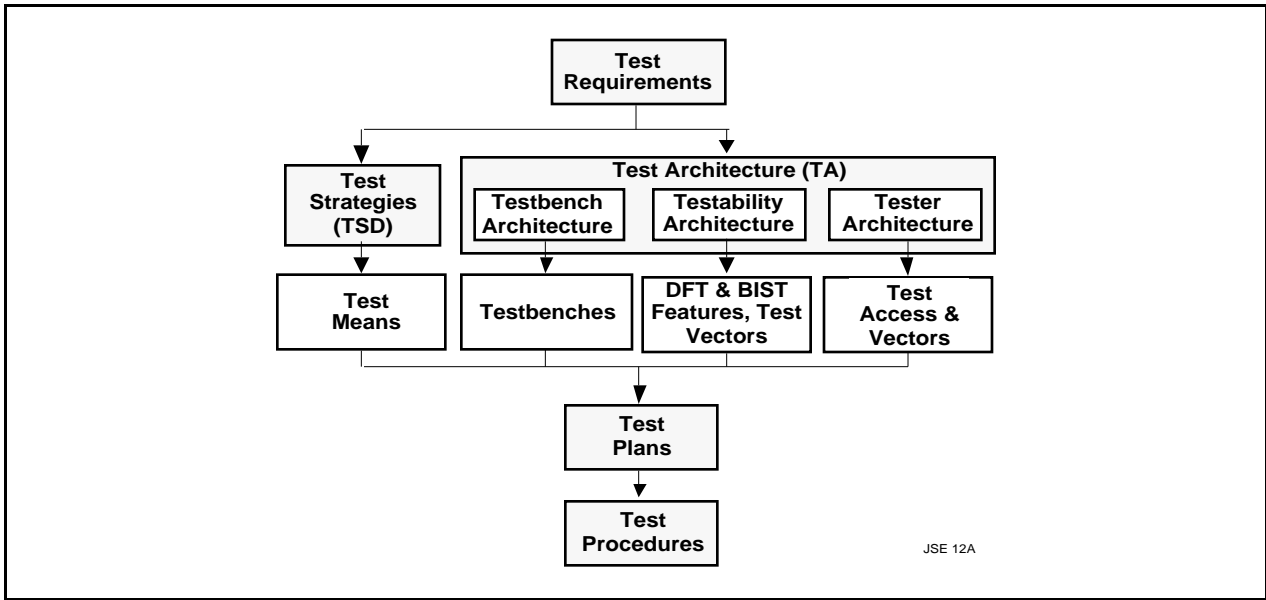 Test
Requirements
Test
Strategies
(TSD)
Test Architecture (TA)
Testbench
Architecture
Testability
Architecture
Tester
Architecture
Test
Means
Testbenches
DFT & BIST
Features, Test
Vectors
Test
Access &
Vectors
Test
Plans
Test
Procedures
JSE 12A